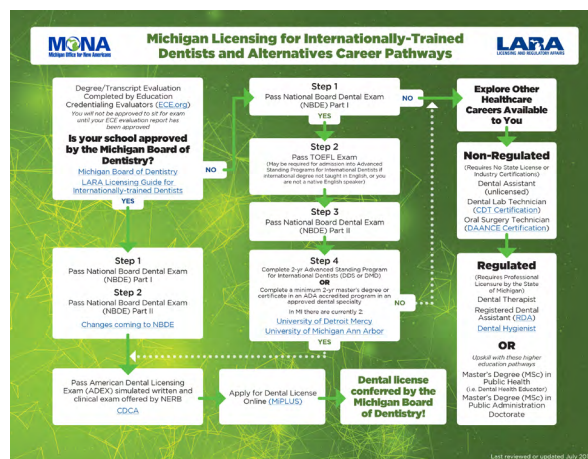 MONA
Michigan Office for New Americans
Michigan Licensing for Internationally-Trained
Dentists and Alternatives Career Pathways
LARA
LICENSING AND REGULATORY AFFAIRS
Degree/Transcript Evaluation
Completed by Education
Credentialing Evaluators (ECE.org)
You will not be approved to sit for exam
until your ECE evaluation report has
been approved
Is your school approved
by the Michigan Board of
Dentistry?
Michigan Board of Dentistry
LARA Licensing Guide for
Internationally-trained Dentists
YES
NO
Step 1
Pass National Board Dental Exam
(NBDE) Part I
Step 2
Pass National Board Dental Exam
(NBDE) Part II
Changes coming to NBDE
Step 1
Pass National Board Dental Exam
(NBDE) Part I
NO
YES
Step 2
Pass TOEFL Exam
(May be required for admission into Advanced
Standing Programs for International Dentists if
international degree not taught in English, or you
are not a native English speaker)
Step 3
Pass National Board Dental Exam
(NBDE) Part II
Step 4
Complete 2-yr Advanced Standing Program
for International Dentists (DDS or DMD)
OR
Complete a minimum 2-yr master's degree or
certificate in an ADA accredited program in an
approved dental specialty
In MI there are currently 2:
University of Detroit Mercy
University of Michigan Ann Arbor
NO
YES
Explore Other
Healthcare
Careers Available
to You
Non-Regulated
(Requires No State License or
Industry Certifications)
Dental Assistant
(unlicensed)
Dental Lab Technician
(CDT Certification)
Oral Surgery Technician
(DAANCE Certification)
Regulated
(Requires Professional
Licensure by the State
of Michigan)
Dental Therapist
Registered Dental
Assistant (RDA)
Dental Hygienist
OR
Upskill with these higher
education pathways
Master's Degree (MSc) in
Public Health
(i.e. Dental Health Educator)
Master's Degree (MSc) in
Public Administration
Doctorate
Pass American Dental Licensing
Exam (ADEX) simulated written and
clinical exam offered by NERB
CDCA
Apply for Dental License
Online (MiPLUS)
Dental license
conferred by the
Michigan Board
of Dentistry!
Last reviewed or updated July